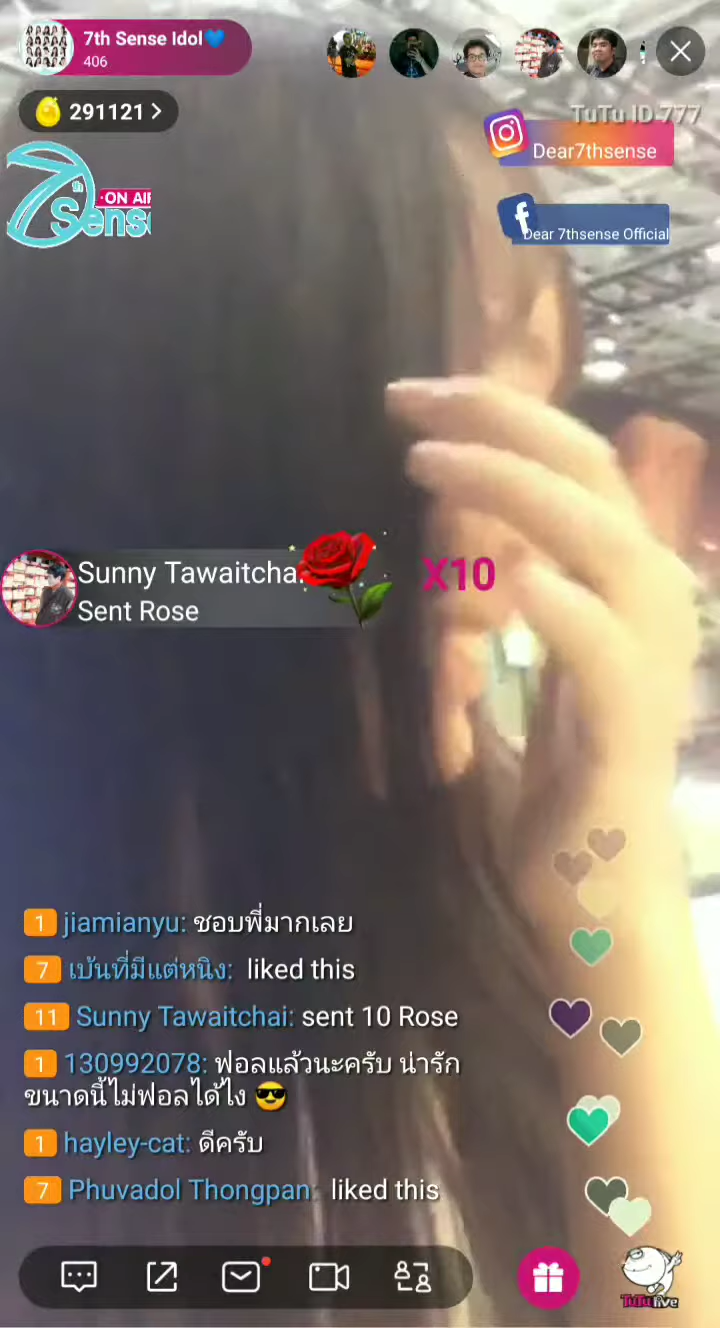 7th Sense Idol💙
406
291121 >
TuTu ID 777
Dear7thsense
Dear 7thsense Official
7th Sense
·ON AIR
Sunny Tawaitcha
Sent Rose
X10
1 jiamianyu: ชอบพี่มากเลย
7 เบ้นที่มีแต่หนิง: liked this
11 Sunny Tawaitchai: sent 10 Rose
1 130992078: ฟอลแล้วนะครับ น่ารัก
ขนาดนี้ไม่ฟอลได้ไง 😎
1 hayley-cat: ดีครับ
7 Phuvadol Thongpan: liked this
TuTu live